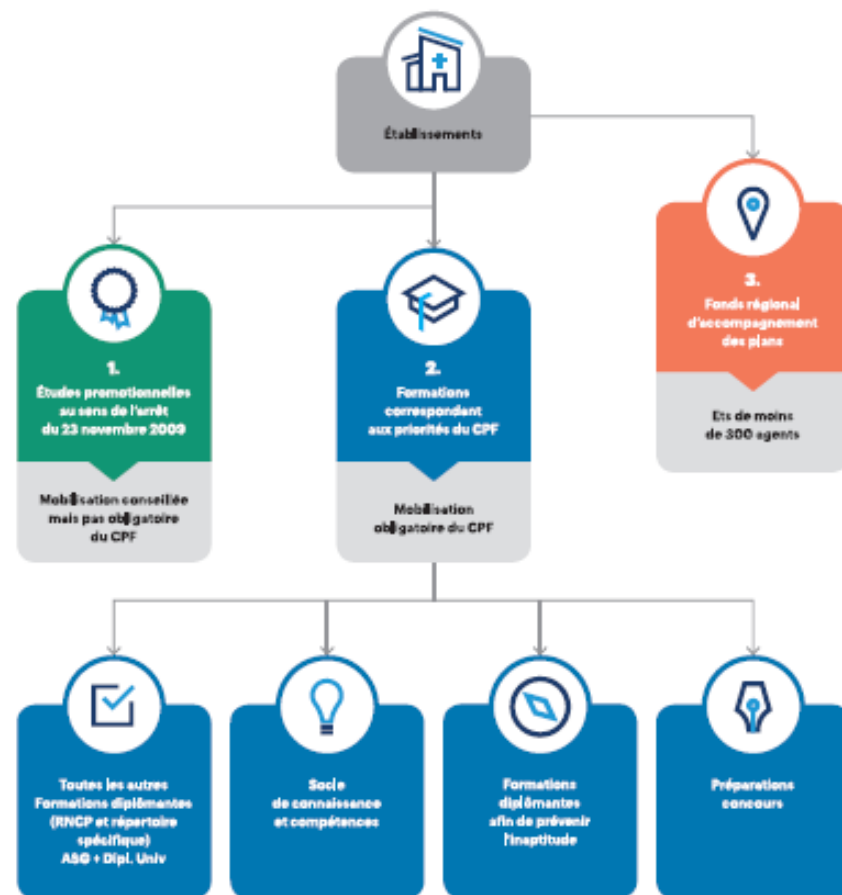 Établissements
1.
Études promotionnelles
au sens de l'arrêt
du 23 novembre 2009
Mobilisation conseillée
mais pas obligatoire
du CPF
2.
Formations
correspondant
aux priorités du CPF
Mobilisation
obligatoire du CPF
3.
Fonds régional
d'accompagnement
des plans
Ets de moins
de 300 agents
Toutes les autres
Formations diplômantes
(RNCP et répertoire
spécifique)
ASG + Dipl. Univ
Socle
de connaissance
et compétences
Formations
diplômantes
afin de prévenir
l'inaptitude
Préparations
concours